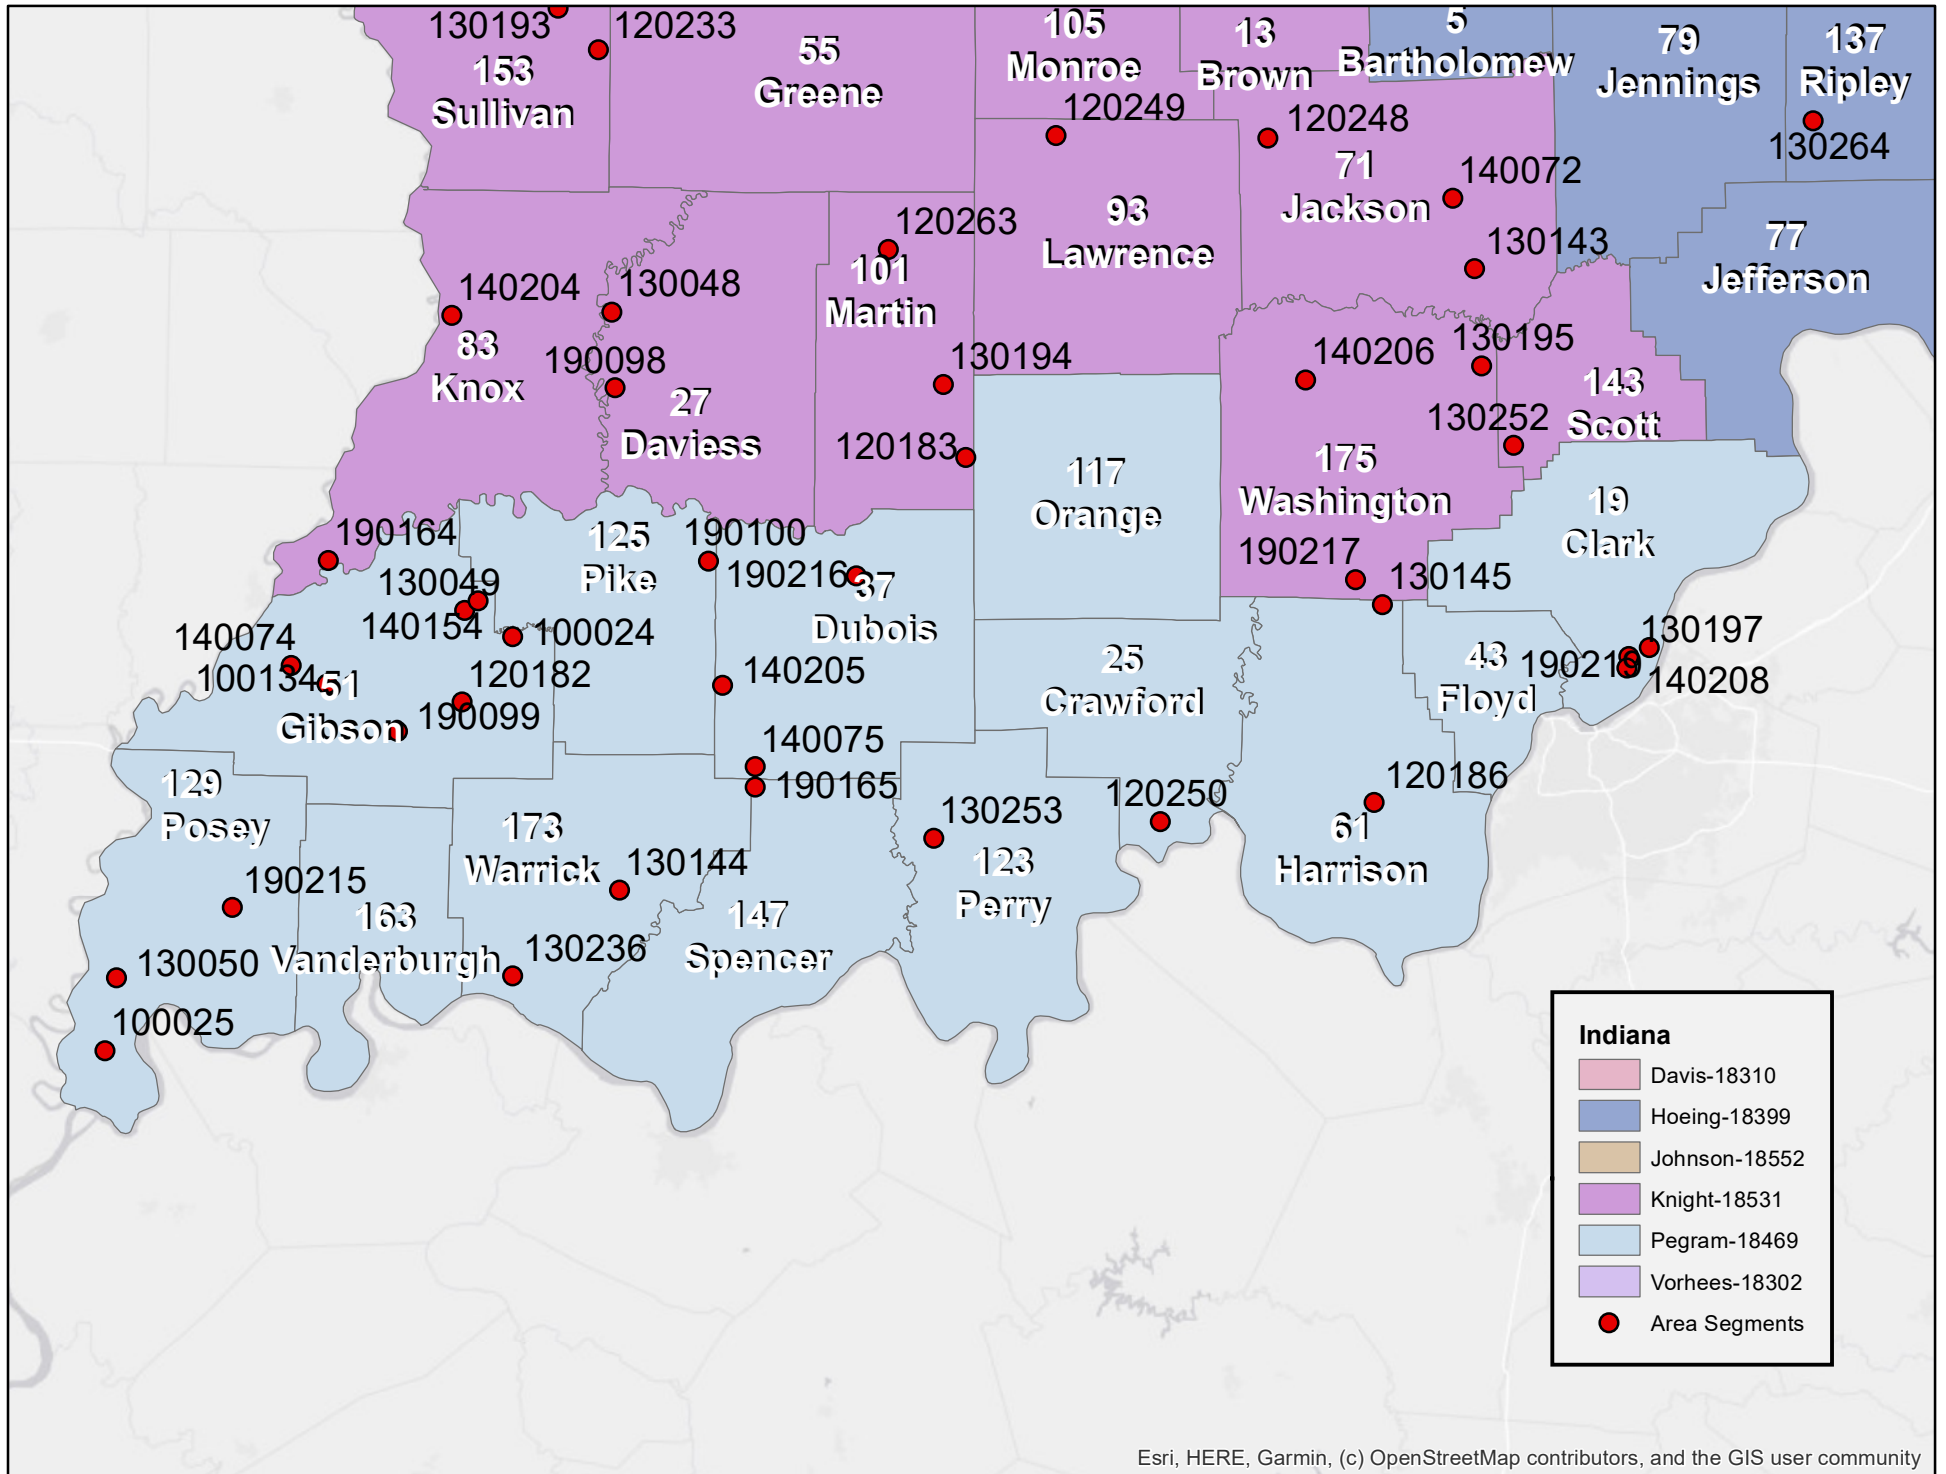 130193
120233
153
Sullivan
55
Greene
105
Monroe
13
Brown
5
Bartholomew
79
Jennings
137
Ripley
130264
120249
120248
71
Jackson
140072
130143
93
Lawrence
77
Jefferson
120263
101
Martin
140204
83
Knox
130048
190098
27
Daviess
130194
120183
140206
130195
143
Scott
130252
175
Washington
117
Orange
19
Clark
190164
125
Pike
190100
190216
37
Dubois
190217
130145
130049
140154
100024
140074
100134
51
Gibson
120182
190099
140205
25
Crawford
43
Floyd
130197
140208
140075
190165
129
Posey
173
Warrick
130144
130253
123
Perry
120250
120186
61
Harrison
190215
163
Vanderburgh
147
Spencer
130236
130050
100025
Indiana
Davis-18310
Hoeing-18399
Johnson-18552
Knight-18531
Pegram-18469
Vorhees-18302
Area Segments
Esri, HERE, Garmin, (c) OpenStreetMap contributors, and the GIS user community